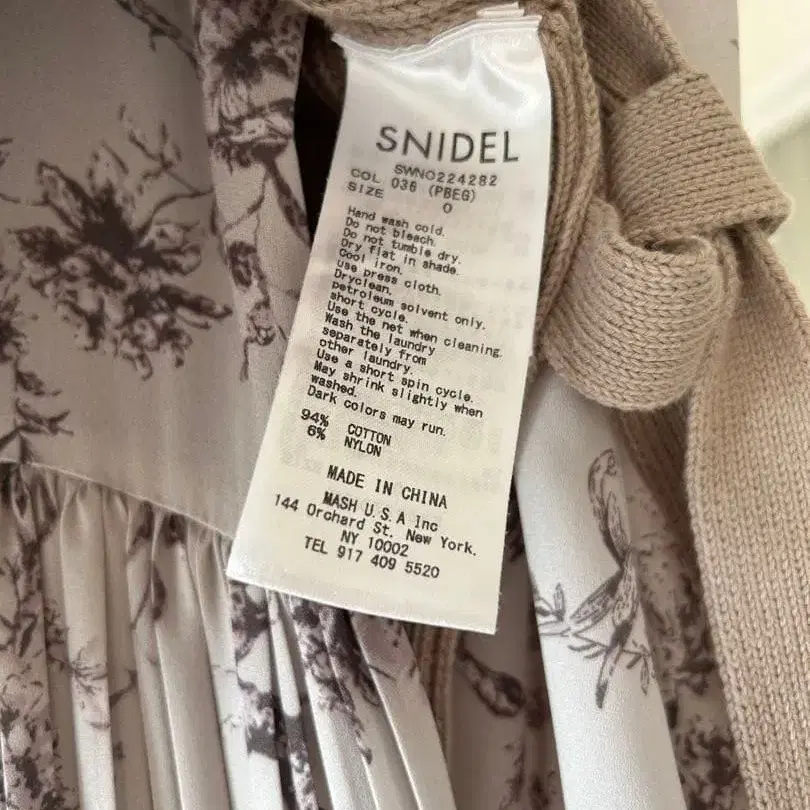 SNIDEL
SWNO224282
COL 036 (PBEG)
SIZE 0
Hand wash cold.
Do not bleach.
Do not tumble dry.
Dry flat in shade.
Cool iron.
use press cloth.
Dryclean.
petroleum solvent only.
short cycle.
Use the net when cleaning.
Wash the laundry
separately from
other laundry.
Use a short spin cycle.
May shrink slightly when
washed.
Dark colors may run.
94% COTTON
6% NYLON
MADE IN CHINA
MASH U.S.A Inc
144 Orchard St. New York.
NY 10002
TEL 917 409 5520